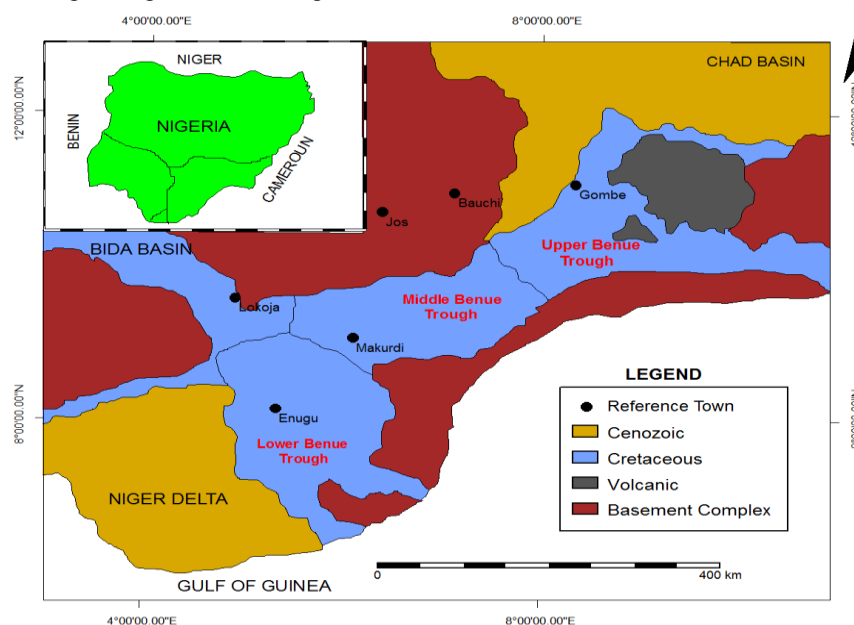 4°00'00.00"E
8°00'00.00"E
NIGER
CHAD BASIN
BENIN
NIGERIA
CAMEROUN
12°00'00.00"N
Bauchi
Gombe
Jos
BIDA BASIN
Upper Benue
Trough
Lokoja
Middle Benue
Trough
Makurdi
LEGEND
Reference Town
Cenozoic
Cretaceous
Volcanic
Basement Complex
8°00'00.00"N
Enugu
Lower Benue
Trough
NIGER DELTA
0
400 km
GULF OF GUINEA
4°00'00.00"E
8°00'00.00"E